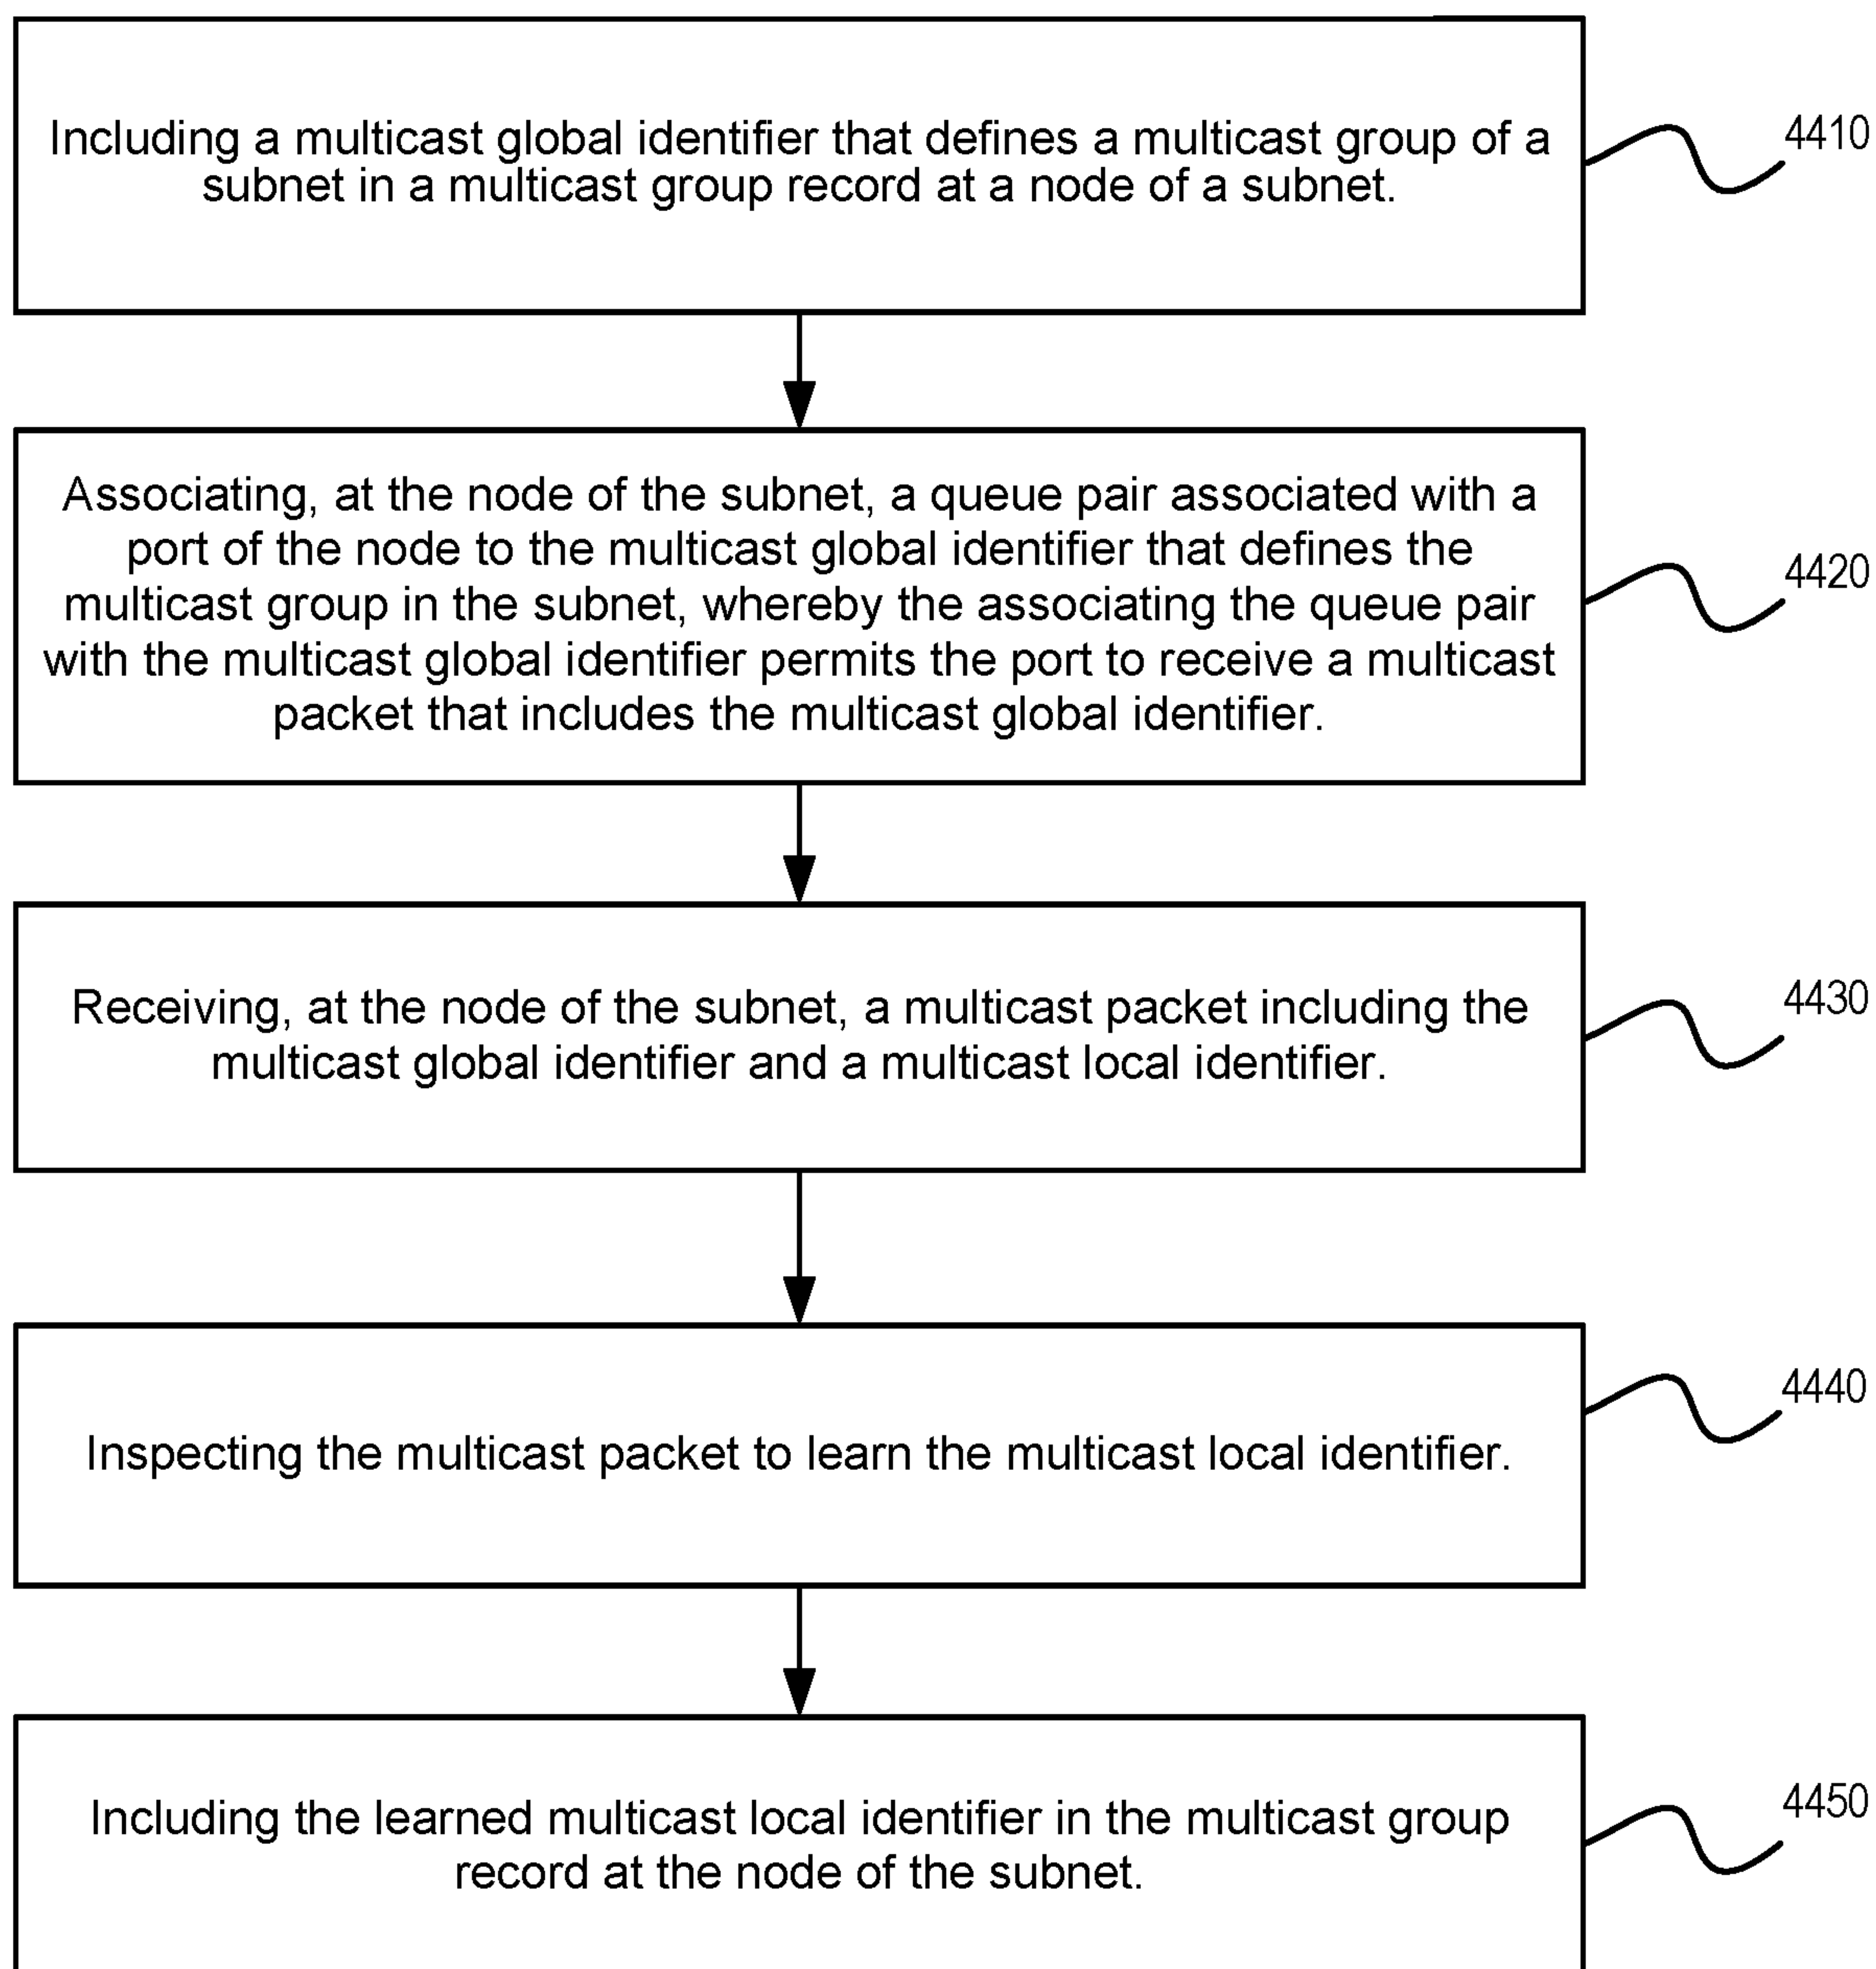 Including a multicast global identifier that defines a multicast group of a
subnet in a multicast group record at a node of a subnet.
4410
Associating, at the node of the subnet, a queue pair associated with a
port of the node to the multicast global identifier that defines the
multicast group in the subnet, whereby the associating the queue pair
with the multicast global identifier permits the port to receive a multicast
packet that includes the multicast global identifier.
4420
Receiving, at the node of the subnet, a multicast packet including the
multicast global identifier and a multicast local identifier.
4430
Inspecting the multicast packet to learn the multicast local identifier.
4440
Including the learned multicast local identifier in the multicast group
record at the node of the subnet.
4450